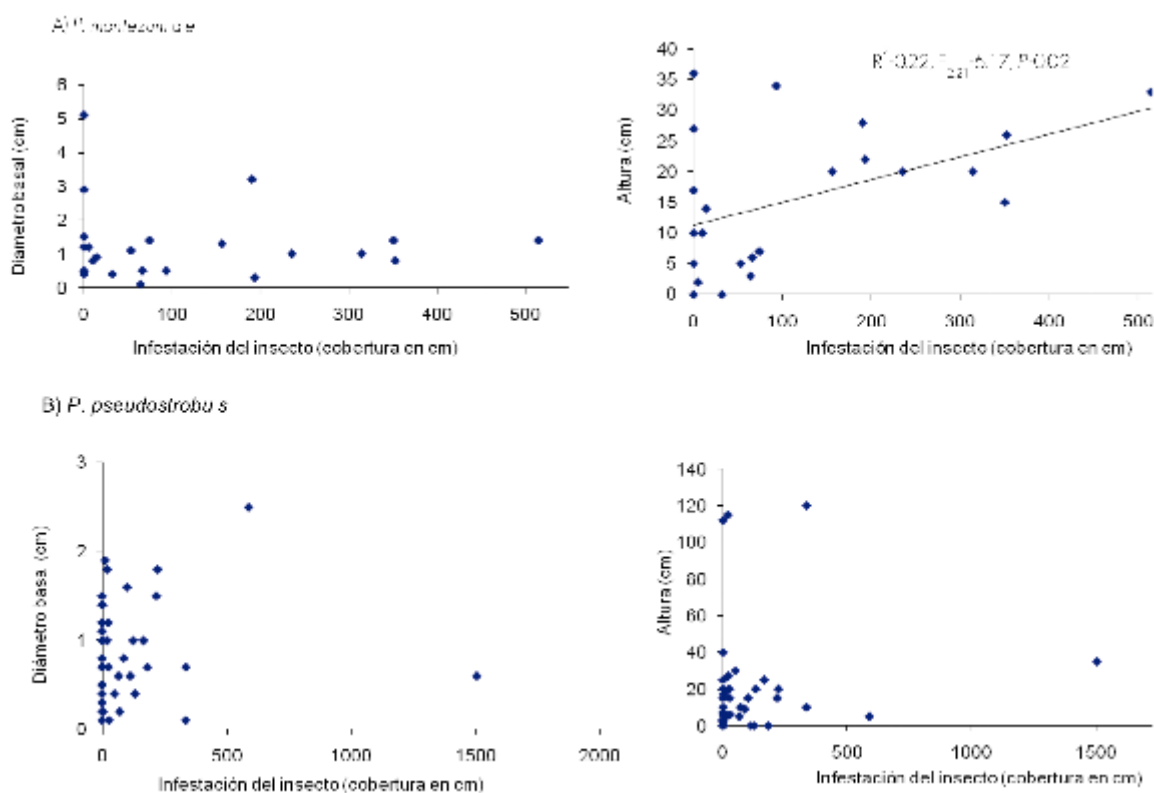 A) P. montezumae
6
5
4
3
2
1
0
Diámetro basal (cm)
0 100 200 300 400 500
Infestación del insecto (cobertura en cm)
40
35
30
25
20
15
10
5
0
Altura (cm)
0 100 200 300 400 500
Infestación del insecto (cobertura en cm)
B) P. pseudostrobus
3
2
1
0
Diámetro basa (cm)
0 500 1000 1500 2000
Infestación del insecto (cobertura en cm)
140
120
100
80
60
40
20
0
Altura (cm)
0 500 1000 1500
Infestación del insecto (cobertura en cm)